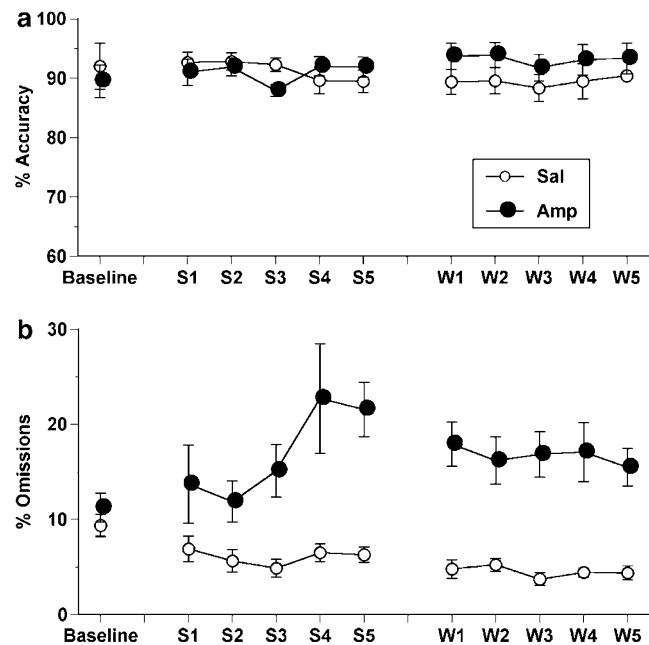 a
100
90
80
70
60
% Accuracy
Sal
Amp
Baseline S1 S2 S3 S4 S5 W1 W2 W3 W4 W5
b
30
20
10
0
% Omissions
Baseline S1 S2 S3 S4 S5 W1 W2 W3 W4 W5